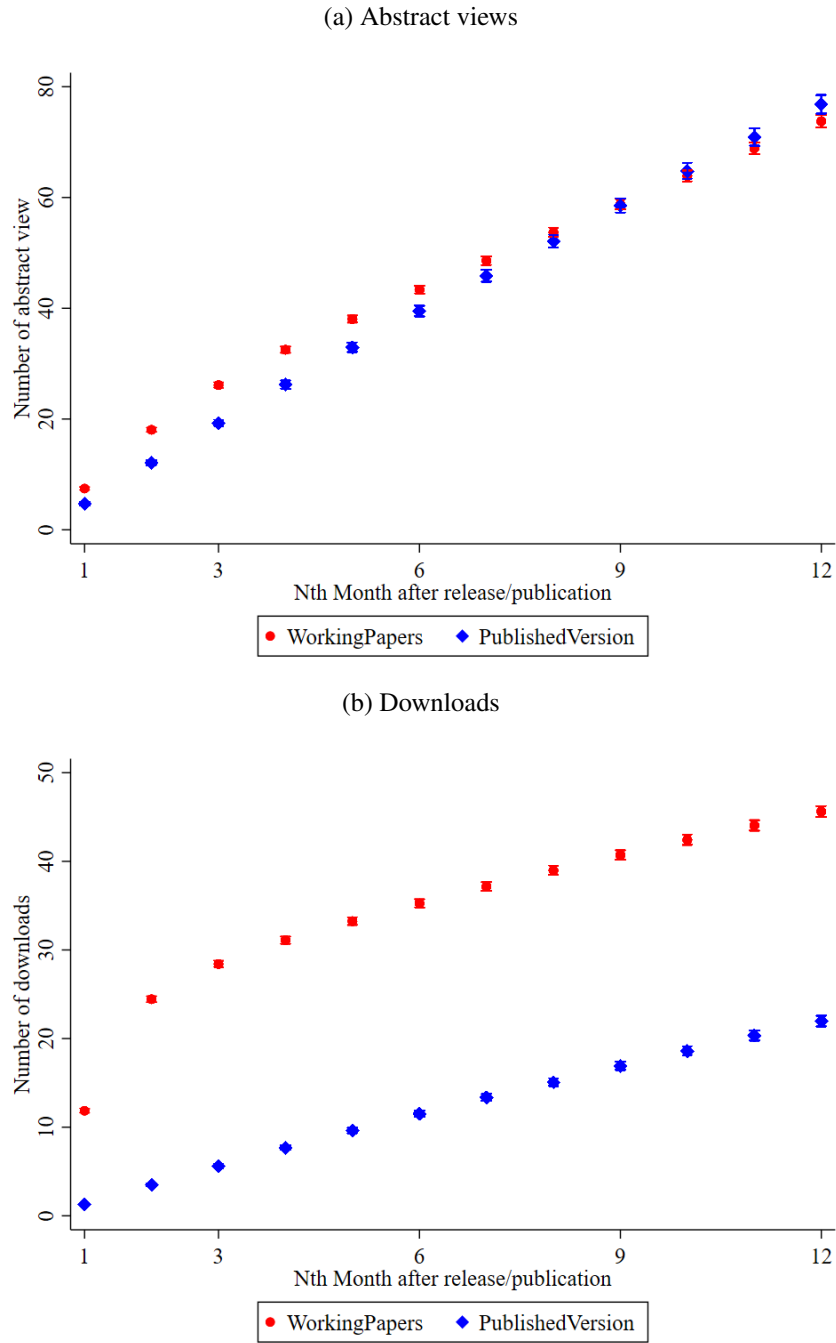 (a) Abstract views
Number of abstract view
80
60
40
20
0
1 3 6 9 12
Nth Month after release/publication
WorkingPapers PublishedVersion
(b) Downloads
Number of downloads
50
40
30
20
10
0
1 3 6 9 12
Nth Month after release/publication
WorkingPapers PublishedVersion